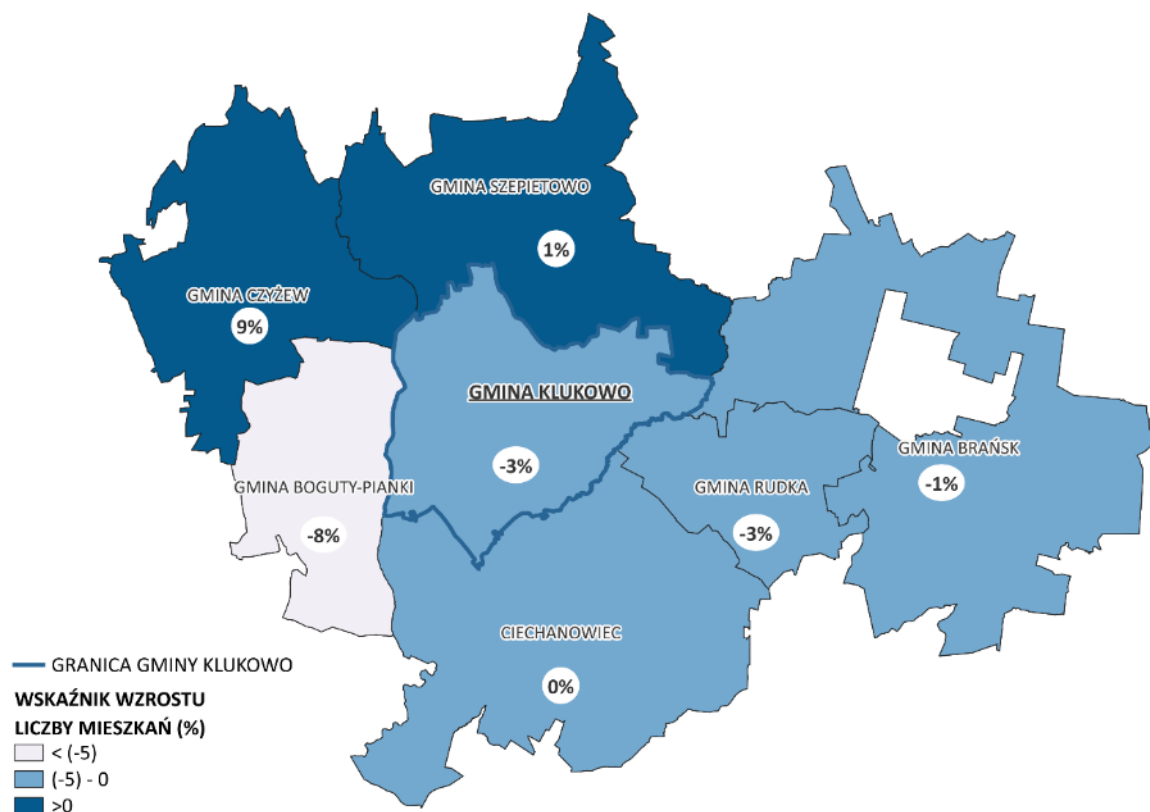 GMINA SZEPIETOWO
1%
GMINA CZYŻEW
9%
GMINA KLUKOWO
-3%
GMINA BRAŃSK
-1%
GMINA BOGUTY-PIANKI
-8%
GMINA RUDKA
-3%
CIECHANOWIEC
0%
GRANICA GMINY KLUKOWO
WSKAŹNIK WZROSTU
LICZBY MIESZKAŃ (%)
< (-5)
(-5) - 0
>0